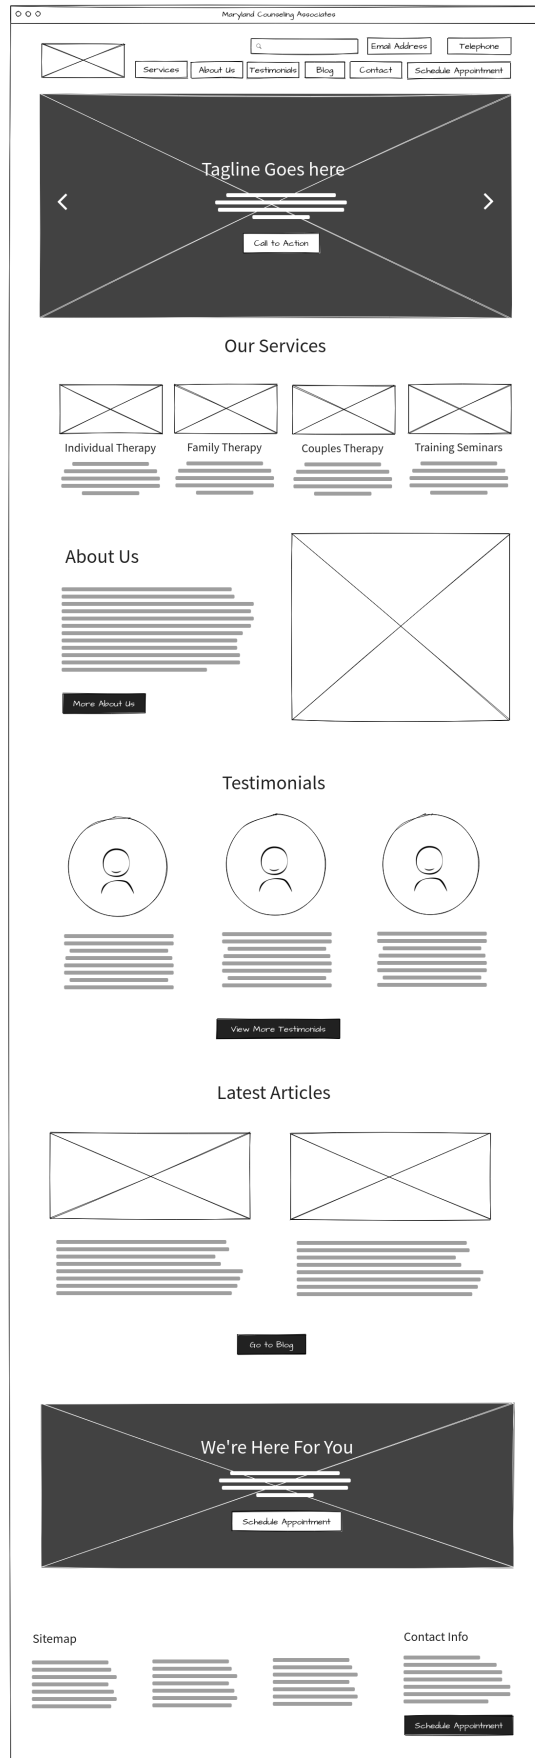 Maryland Counseling Associates
Email Address
Telephone
Services
About Us
Testimonials
Blog
Contact
Schedule Appointment
Tagline Goes here
Call to Action
Our Services
Individual Therapy
Family Therapy
Couples Therapy
Training Seminars
About Us
More About Us
Testimonials
View More Testimonials
Latest Articles
Go to Blog
We're Here For You
Schedule Appointment
Sitemap
Contact Info
Schedule Appointment